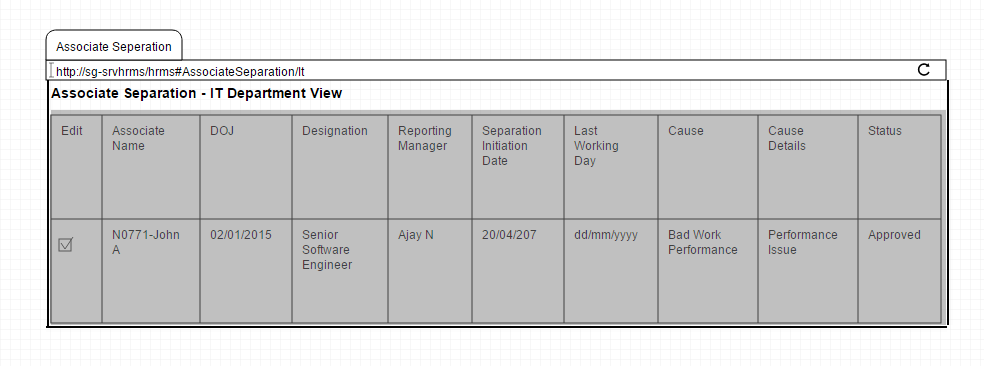 Associate Seperation
http://sg-srvhrms/hrms#AssociateSeparation/It
Associate Separation - IT Department View
Edit
Associate
Name
DOJ
Designation
Reporting
Manager
Separation
Initiation
Date
Last
Working
Day
Cause
Cause
Details
Status
N0771-John
A
02/01/2015
Senior
Software
Engineer
Ajay N
20/04/207
dd/mm/yyyy
Bad Work
Performance
Performance
Issue
Approved